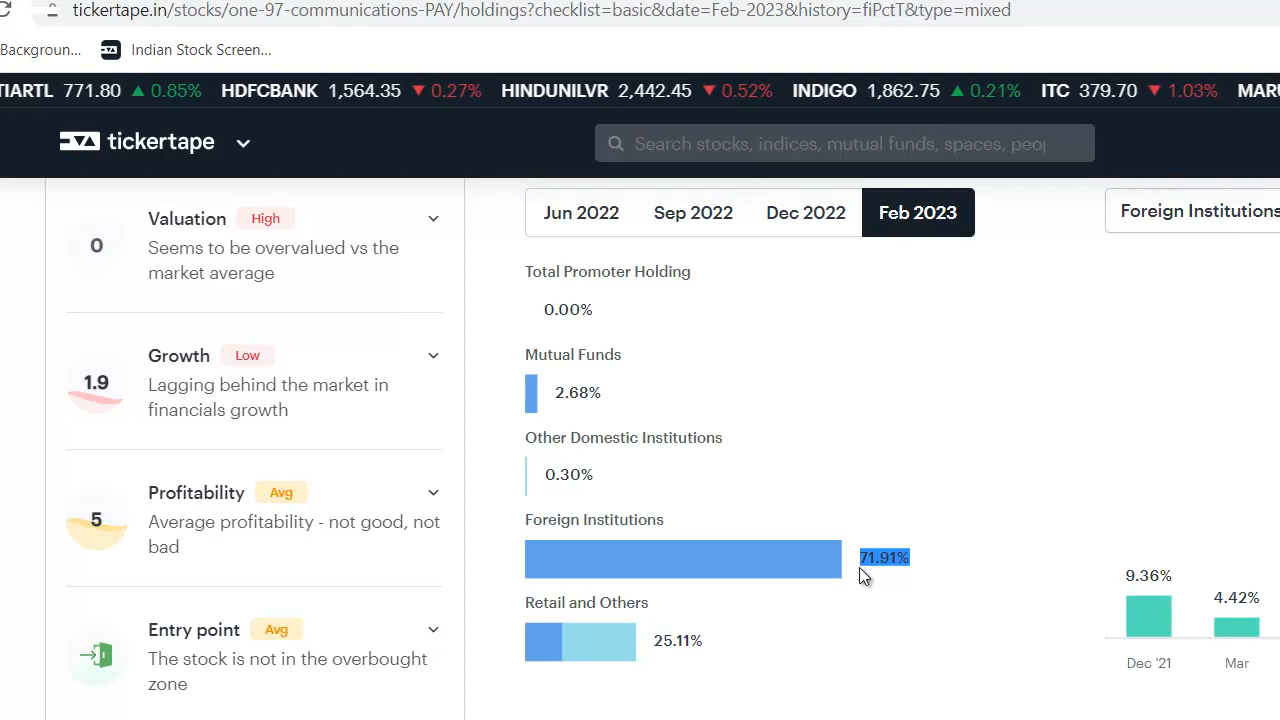 tickertape.in/stocks/one-97-communications-PAY/holdings?checklist=basic&date=Feb-2023&history=fiPctT&type=mixed
Backgroun... Indian Stock Screen...
TIARTL 771.80 ▲ 0.85% HDFCBANK 1,564.35 ▼ 0.27% HINDUNILVR 2,442.45 ▼ 0.52% INDIGO 1,862.75 ▲ 0.21% ITC 379.70 ▼ 1.03% MARU
tickertape
Search stocks, indices, mutual funds, spaces, peo
0
Valuation High
Seems to be overvalued vs the
market average
1.9
Growth Low
Lagging behind the market in
financials growth
5
Profitability Avg
Average profitability - not good, not
bad
Entry point Avg
The stock is not in the overbought
zone
Jun 2022 Sep 2022 Dec 2022 Feb 2023
Total Promoter Holding
0.00%
Mutual Funds
2.68%
Other Domestic Institutions
0.30%
Foreign Institutions
71.91%
Retail and Others
25.11%
Foreign Institutions
9.36%
4.42%
Dec '21 Mar